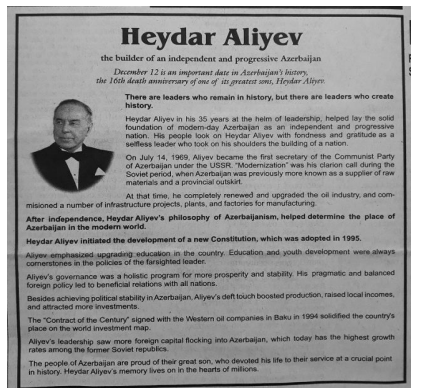 Heydar Aliyev
the builder of an independent and progressive Azerbaijan
December 12 is an important date in Azerbaijan's history,
the 16th death anniversary of one of its greatest sons, Heydar Aliyev.
There are leaders who remain in history, but there are leaders who create
history.
Heydar Aliyev in his 35 years at the helm of leadership, helped lay the solid
foundation of modern-day Azerbaijan as an independent and progressive
nation. His people took on Heydar Aliyev with fondness and gratitude as a
selfless leader who took on his shoulders the building of a nation.
On July 14, 1969, Aliyev became the first secretary of the Communist Party
of Azerbaijan under the USSR. "Modernization" was his clarion call during the
Soviet period, when Azerbaijan was previously more known as a supplier of raw
materials and a provincial outskirt.
At that time, he completely renewed and upgraded the oil industry, and com-
misioned a number of infrastructure projects, plants, and factories for manufacturing.
After independence, Heydar Aliyev's philosophy of Azerbaijanism, helped determine the place of
Azerbaijan in the modern world.
Heydar Aliyev initiated the development of a new Constitution, which was adopted in 1995.
Aliyev emphasized upgrading education in the country. Education and youth development were always
cornerstones in the policies of the farsighted leader.
Aliyev's governance was a holistic program for more prosperity and stability. His pragmatic and balanced
foreign policy led to beneficial relations with all nations.
Besides achieving political stability in Azerbaijan, Aliyev's deft touch boosted production, raised local incomes,
and attracted more investments.
The "Contract of the Century" signed with the Western oil companies in Baku in 1994 solidified the country's
place on the world investment map.
Aliyev's leadership saw more foreign capital flocking into Azerbaijan, which today has the highest growth
rates among the former Soviet republics.
The people of Azerbaijan are proud of their great son, who devoted his life to their service at a crucial point
in history. Heydar Aliyev's memory lives on in the hearts of millions.